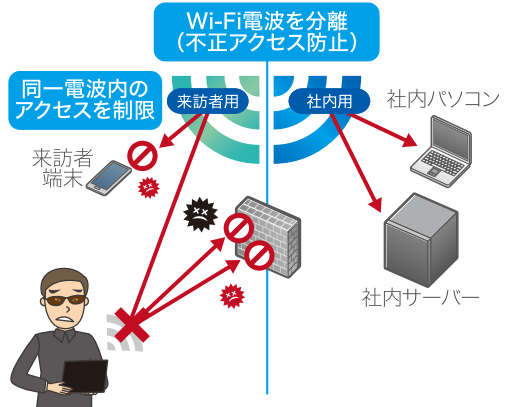 Wi-Fi電波を分離
（不正アクセス防止）
同一電波内の
アクセスを制限
来訪者用
社内用
社内パソコン
来訪者
端末
社内サーバー